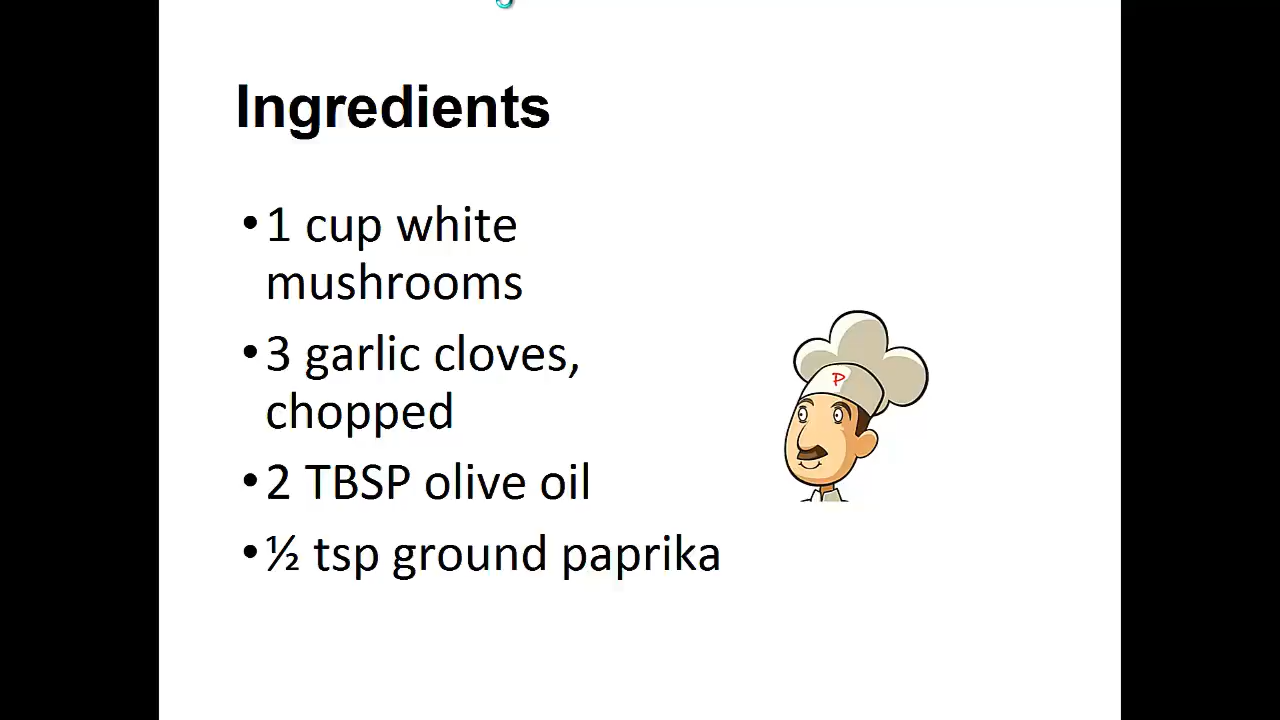 Ingredients
•1 cup white
mushrooms
•3 garlic cloves,
chopped
•2 TBSP olive oil
•½ tsp ground paprika
P